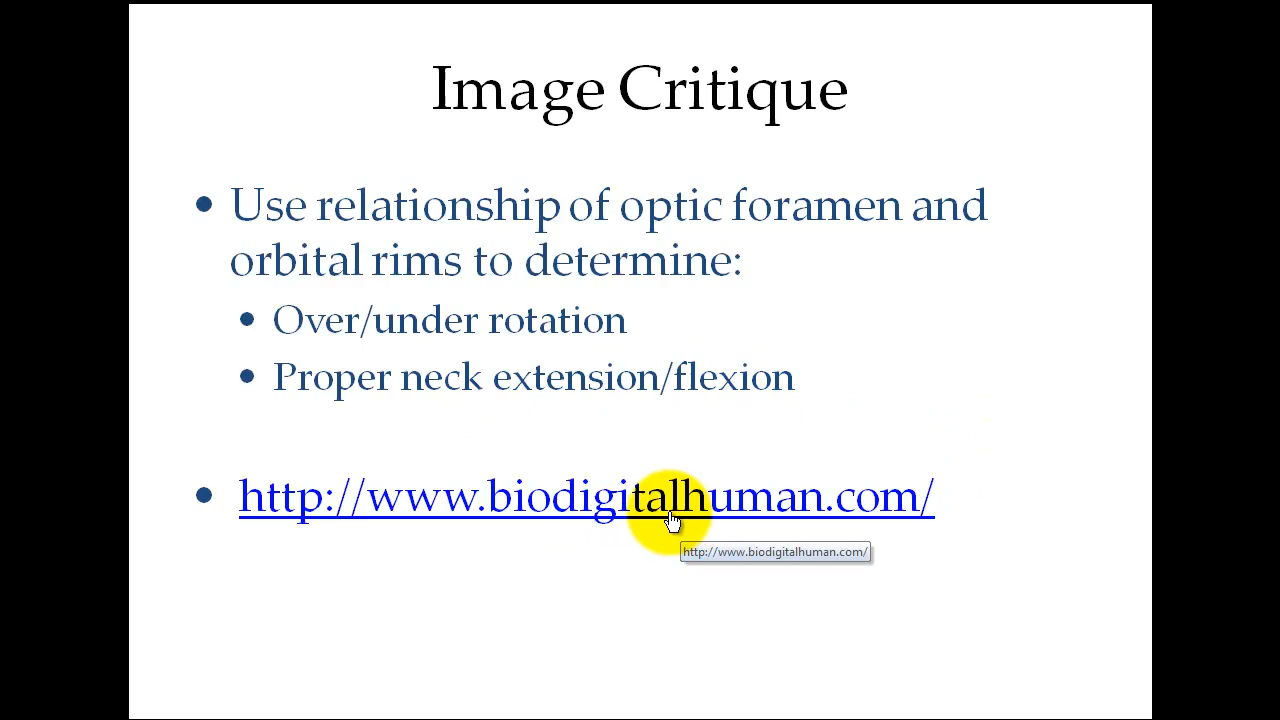 Image Critique
• Use relationship of optic foramen and
orbital rims to determine:
• Over/under rotation
• Proper neck extension/flexion
• http://www.biodigitalhuman.com/
http://www.biodigitalhuman.com/